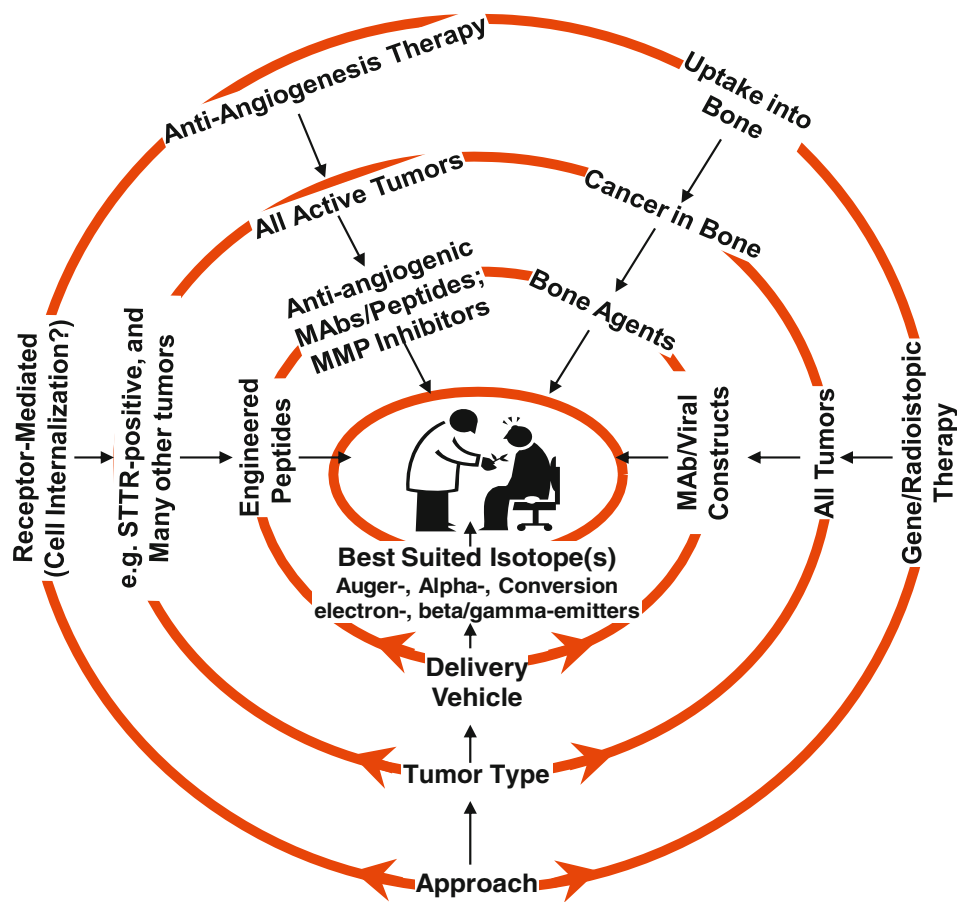 Anti-Angiogenesis Therapy
Uptake into
Bone
All Active Tumors
Cancer in Bone
Anti-angiogenic
MAbs/Peptides;
MMP Inhibitors
Bone Agents
Receptor-Mediated
(Cell Internalization?)
e.g. STTR-positive, and
Many other tumors
Engineered
Peptides
MAb/Viral
Constructs
All Tumors
Gene/Radioistopic
Therapy
Best Suited Isotope(s)
Auger-, Alpha-, Conversion
electron-, beta/gamma-emitters
Delivery
Vehicle
Tumor Type
Approach